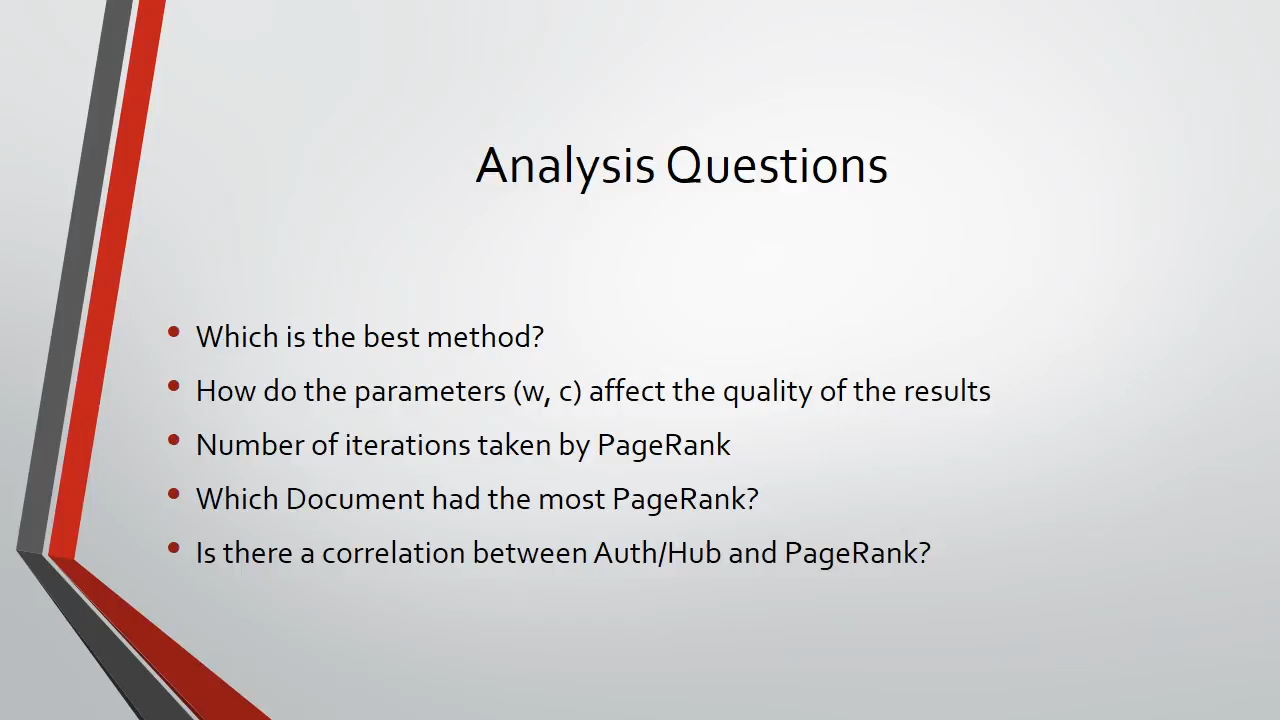 Analysis Questions
• Which is the best method?
• How do the parameters (w, c) affect the quality of the results
• Number of iterations taken by PageRank
• Which Document had the most PageRank?
• Is there a correlation between Auth/Hub and PageRank?